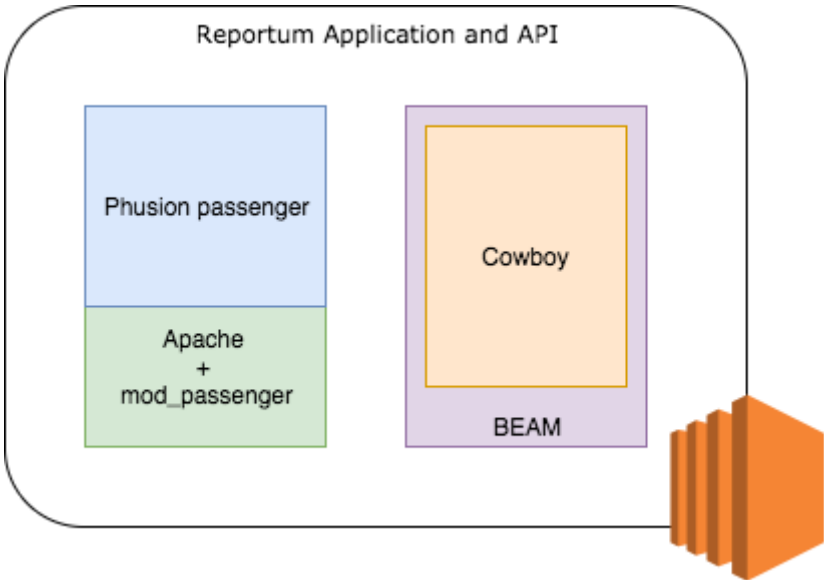 Reportum Application and API
Phusion passenger
Apache
+
mod_passenger
Cowboy
BEAM